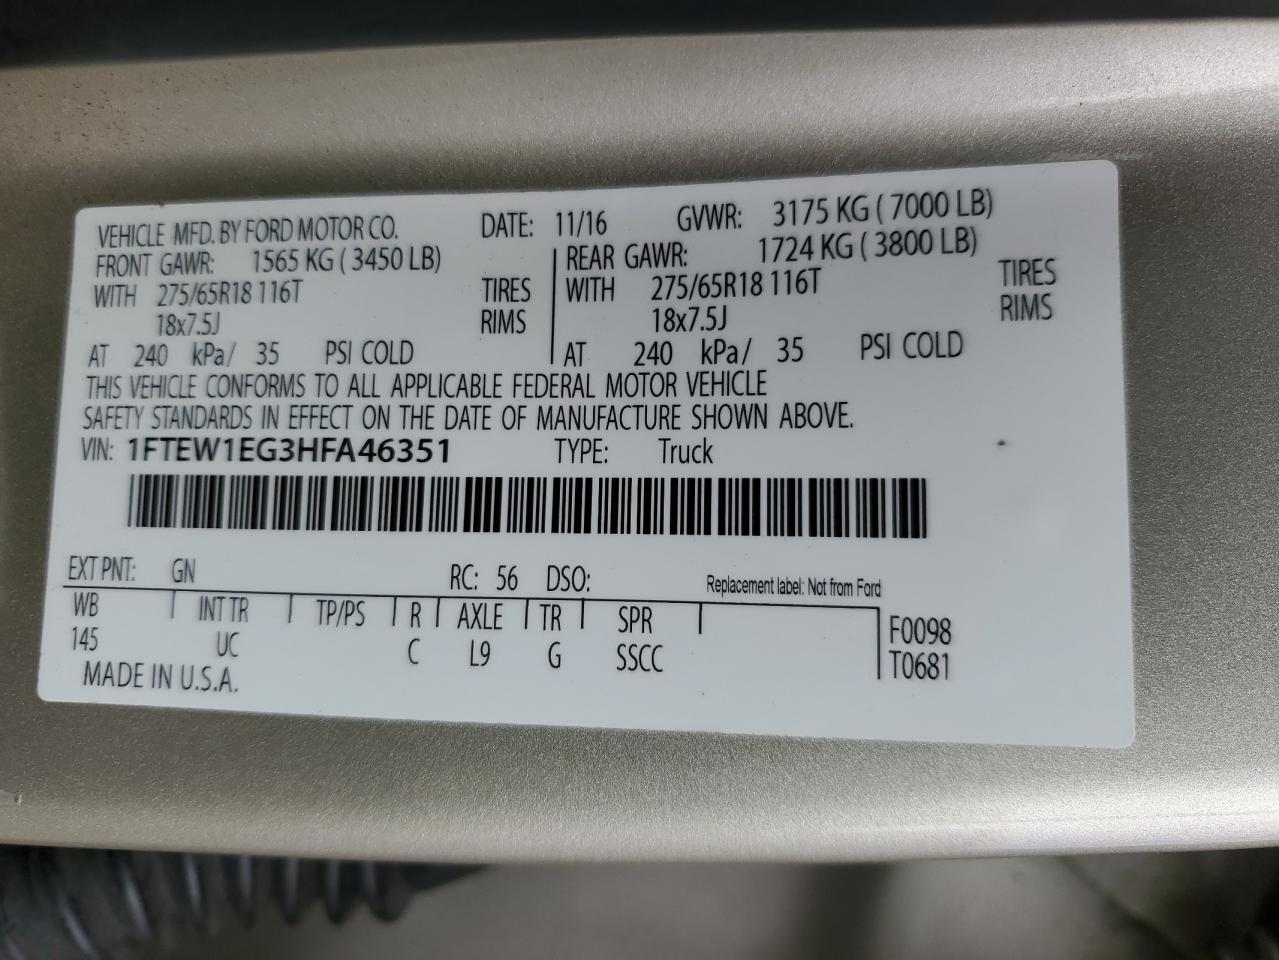 VEHICLE MFD. BY FORD MOTOR CO. DATE: 11/16 GVWR: 3175 KG ( 7000 LB)
FRONT GAWR: 1565 KG ( 3450 LB) REAR GAWR: 1724 KG ( 3800 LB)
WITH 275/65R18 116T TIRES WITH 275/65R18 116T TIRES
18x7.5J RIMS 18x7.5J RIMS
AT 240 kPa/ 35 PSI COLD AT 240 kPa/ 35 PSI COLD
THIS VEHICLE CONFORMS TO ALL APPLICABLE FEDERAL MOTOR VEHICLE
SAFETY STANDARDS IN EFFECT ON THE DATE OF MANUFACTURE SHOWN ABOVE.
VIN: 1FTEW1EG3HFA46351 TYPE: Truck
EXT PNT: GN RC: 56 DSO: Replacement label: Not from Ford
WB INT TR TP/PS R AXLE TR SPR F0098
145 UC C L9 G SSCC T0681
MADE IN U.S.A.